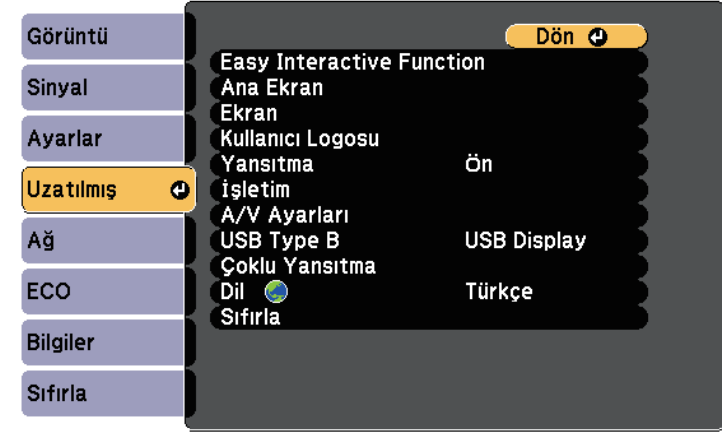 Görüntü
Sinyal
Ayarlar
Uzatılmış
Ağ
ECO
Bilgiler
Sıfırla
Dön
Easy Interactive Function
Ana Ekran
Ekran
Kullanıcı Logosu
Yansıtma Ön
İşletim
A/V Ayarları
USB Type B USB Display
Çoklu Yansıtma
Dil Türkçe
Sıfırla